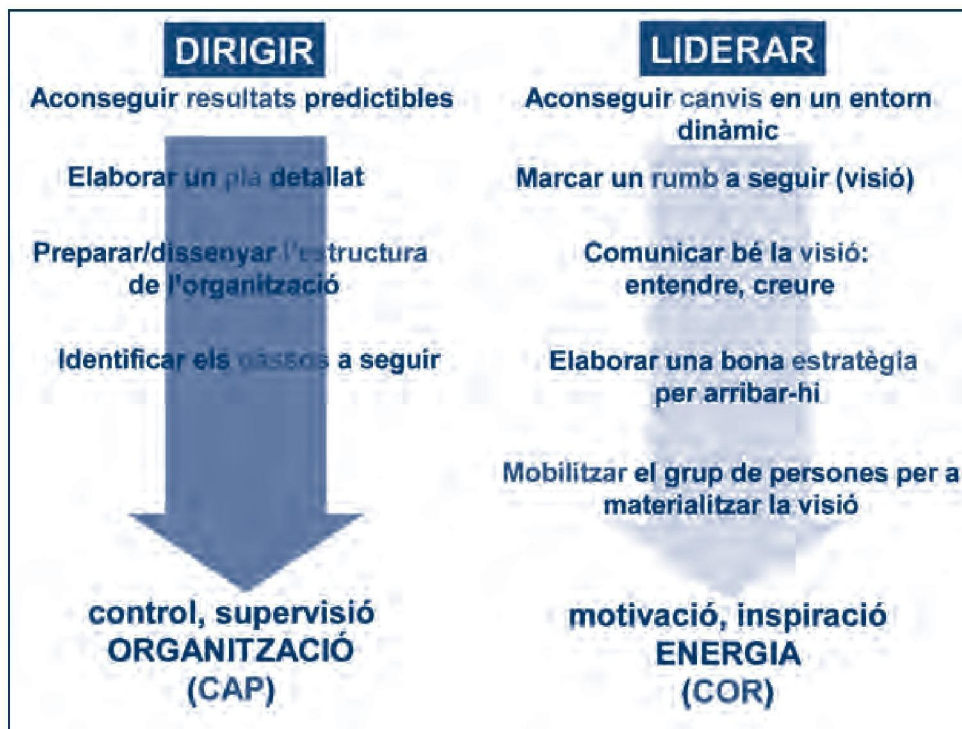 DIRIGIR
Aconseguir resultats predictibles
Elaborar un pla detallat
Preparar/dissenyar l'estructura
de l'organització
Identificar els passos a seguir
control, supervisió
ORGANITZACIÓ
(CAP)
LIDERAR
Aconseguir canvis en un entorn
dinàmic
Marcar un rumb a seguir (visió)
Comunicar bé la visió:
entendre, creure
Elaborar una bona estratègia
per arribar-hi
Mobilitzar el grup de persones per a
materialitzar la visió
motivació, inspiració
ENERGIA
(COR)